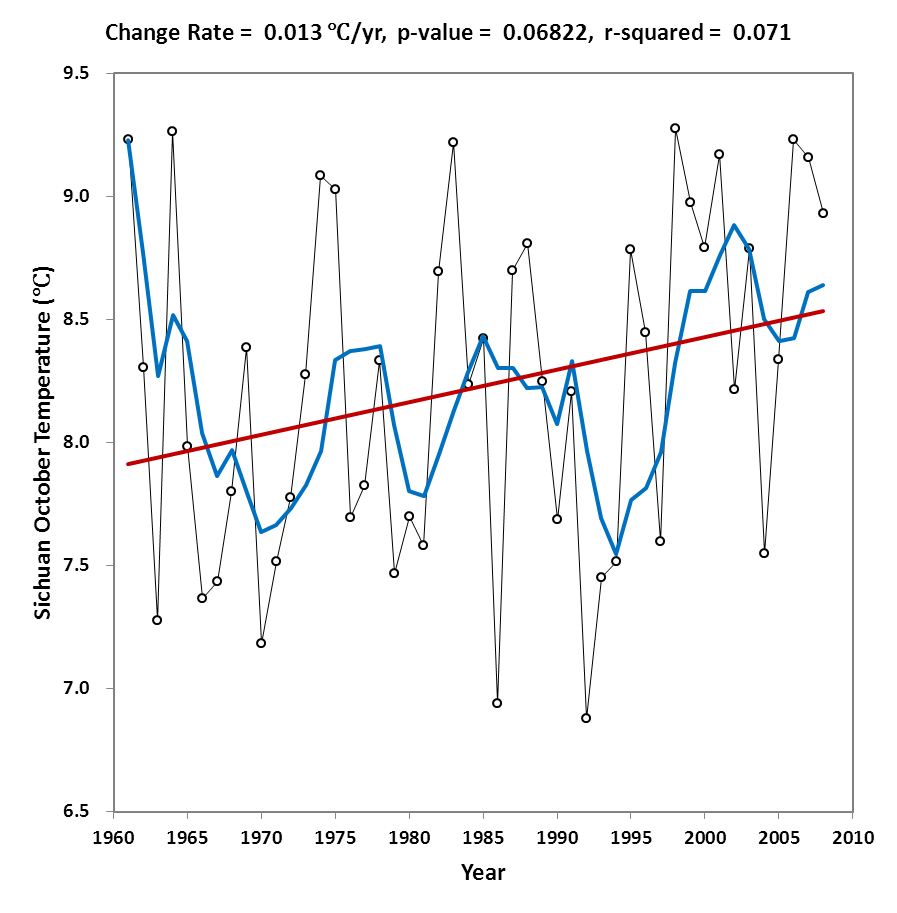 Change Rate = 0.013 ℃/yr, p-value = 0.06822, r-squared = 0.071
Sichuan October Temperature (℃)
9.5
9.0
8.5
8.0
7.5
7.0
6.5
1960 1965 1970 1975 1980 1985 1990 1995 2000 2005 2010
Year